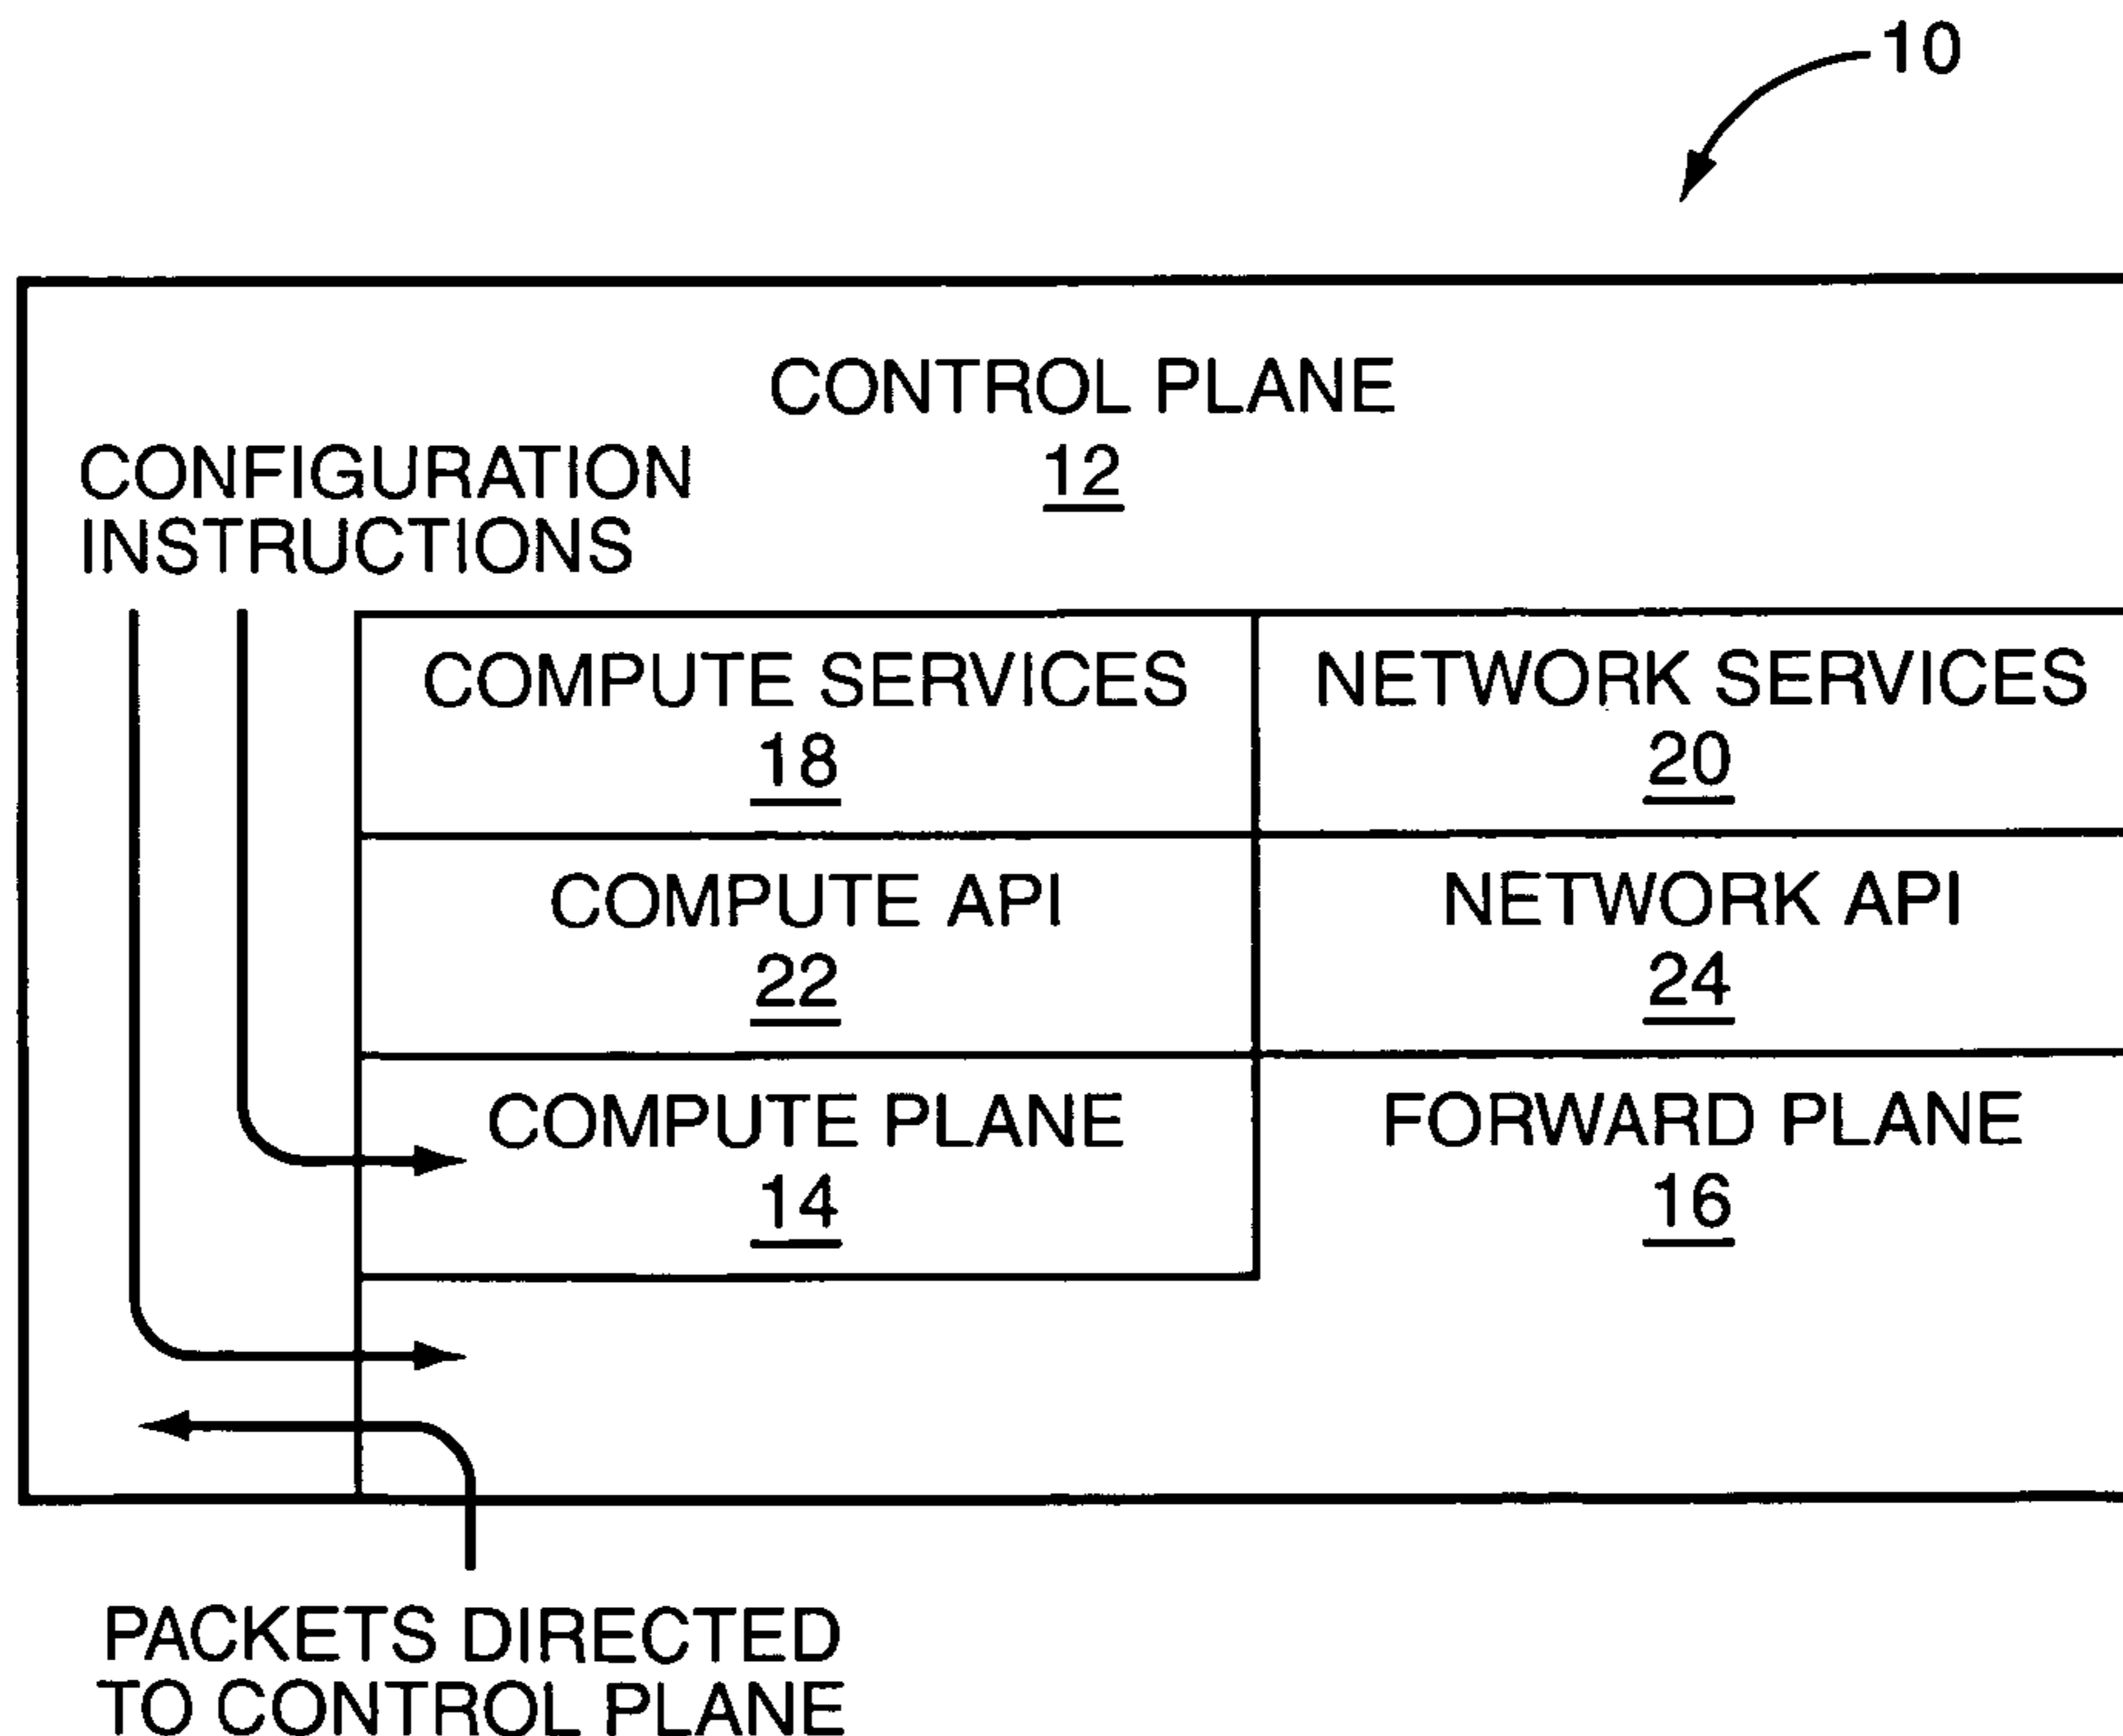 10
CONTROL PLANE
12
CONFIGURATION
INSTRUCTIONS
COMPUTE SERVICES
18
NETWORK SERVICES
20
COMPUTE API
22
NETWORK API
24
COMPUTE PLANE
14
FORWARD PLANE
16
PACKETS DIRECTED
TO CONTROL PLANE